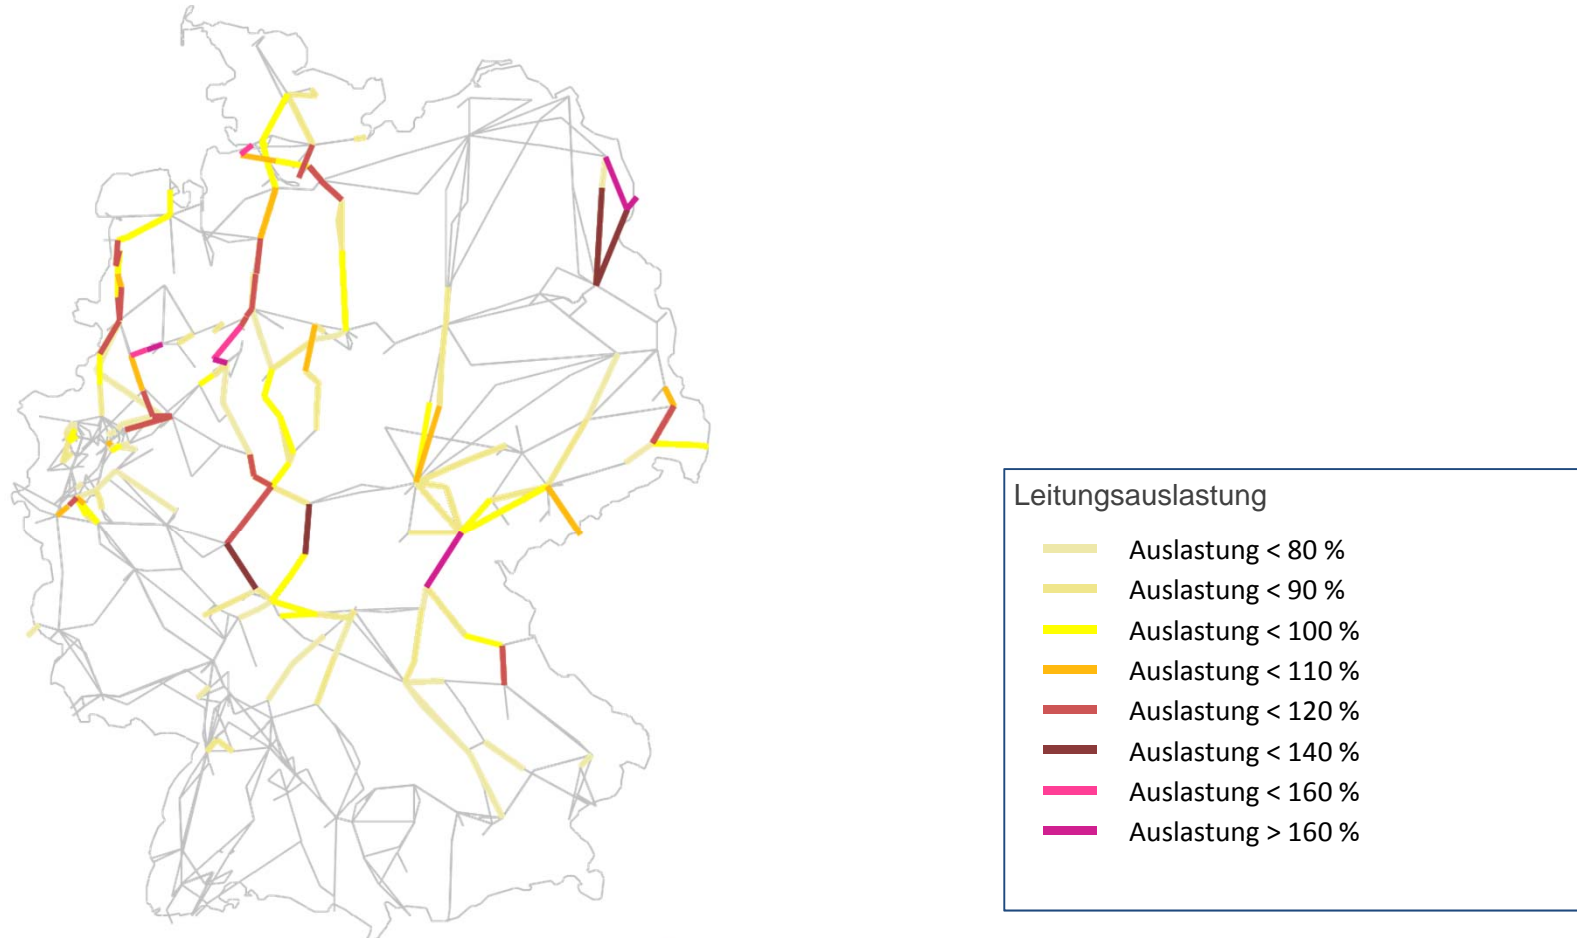 Leitungsauslastung
Auslastung < 80 %
Auslastung < 90 %
Auslastung < 100 %
Auslastung < 110 %
Auslastung < 120 %
Auslastung < 140 %
Auslastung < 160 %
Auslastung > 160 %